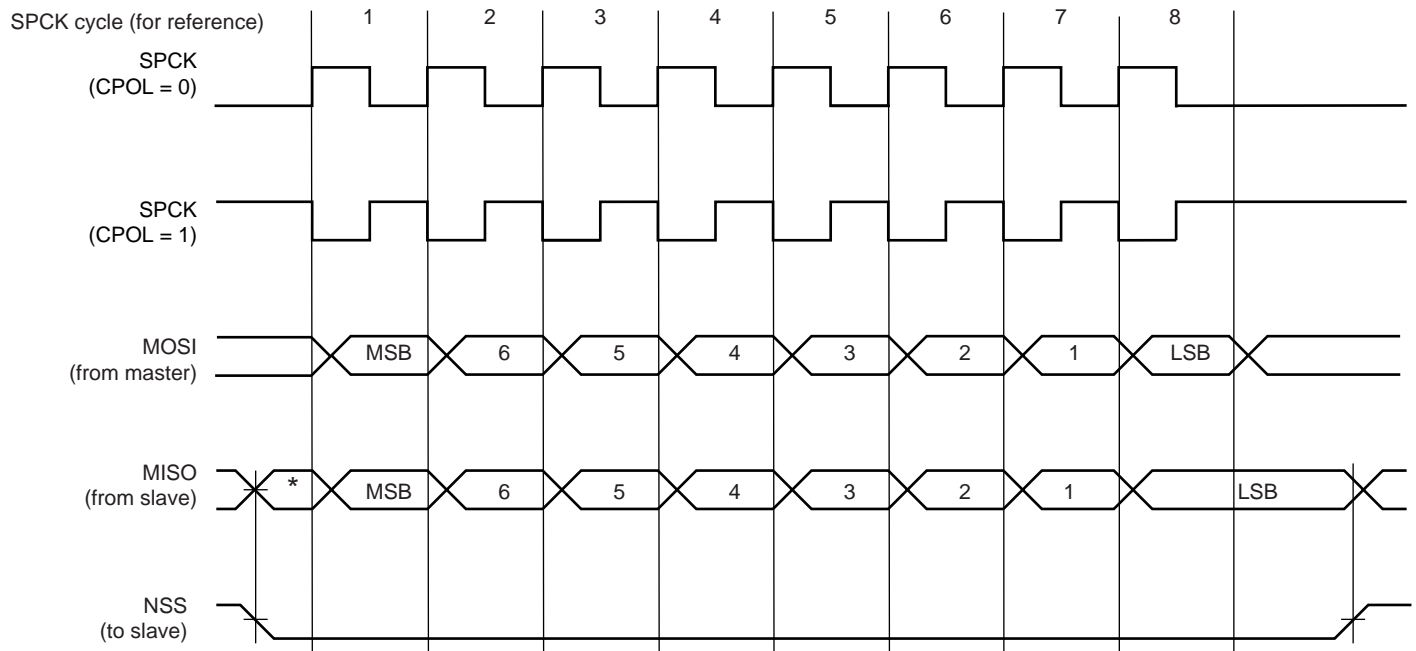 SPCK cycle (for reference) 1 2 3 4 5 6 7 8
SPCK
(CPOL = 0)
SPCK
(CPOL = 1)
MOSI
(from master)
MSB 6 5 4 3 2 1 LSB
MISO
(from slave)
* MSB 6 5 4 3 2 1 LSB
NSS
(to slave)